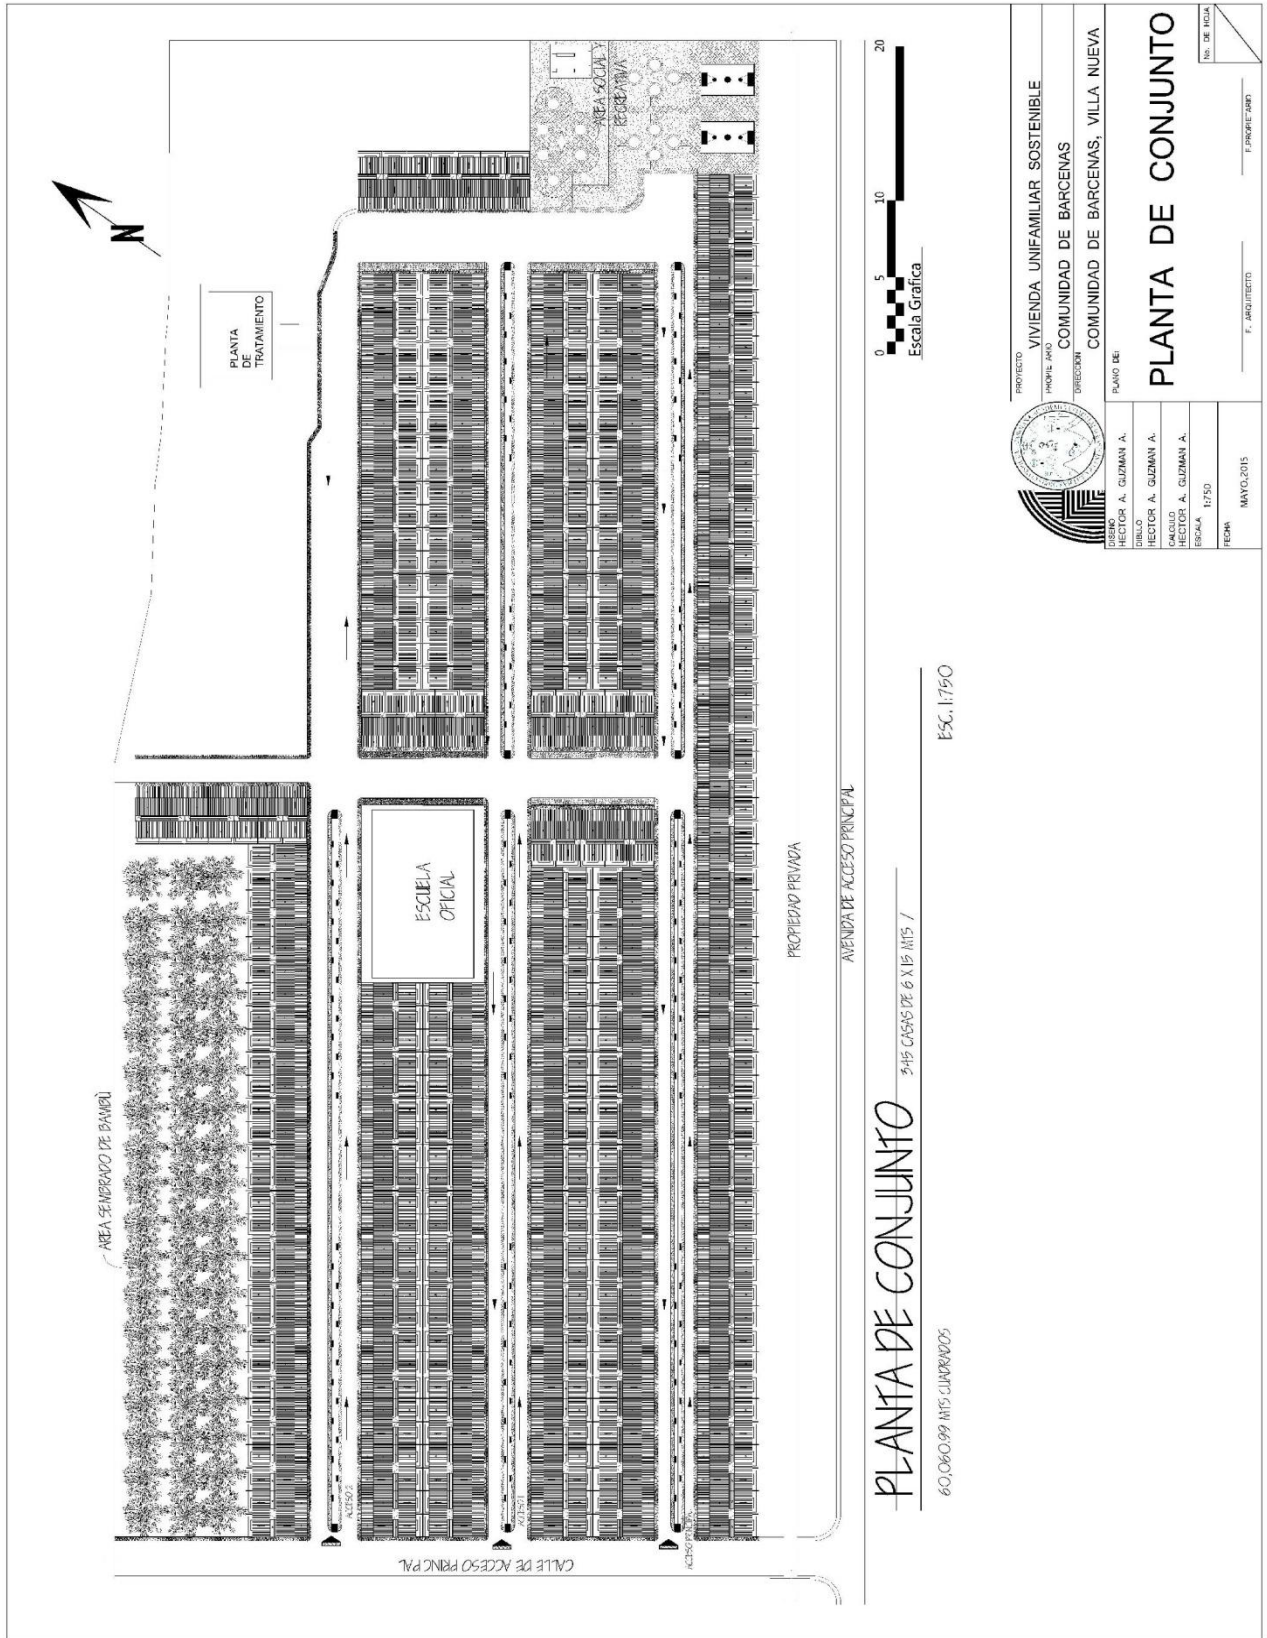 N
PLANTA
DE
TRATAMIENTO
AREA SOCIAL Y
RECREATIVA
AREA SEMBRADO DE BAMBÙ
ESCUELA
OFICIAL
ACCESO 2
ACCESO 1
ACCESO PRINCIPAL
CALLE DE ACCESO PRINCIPAL
PROPIEDAD PRIVADA
AVENIDA DE ACCESO PRINCIPAL
PLANTA DE CONJUNTO
CASAS DE 6 X 15 MTS /
60,060.99 MTS CUADRADOS
ESC. 1:750
0 5 10 20
Escala Grafica
PROYECTO
VIVIENDA UNIFAMILIAR SOSTENIBLE
COMUNIDAD DE BARCENAS
DIRECCION
COMUNIDAD DE BARCENAS, VILLA NUEVA
PLANO DE:
PLANTA DE CONJUNTO
DISEÑO
HECTOR A. GUZMAN A.
DIBUJO
HECTOR A. GUZMAN A.
CALCULO
HECTOR A. GUZMAN A.
ESCALA
1:750
FECHA
MAYO,2015
F. ARQUITECTO
F.PROPIETARIO
No. DE HOJA